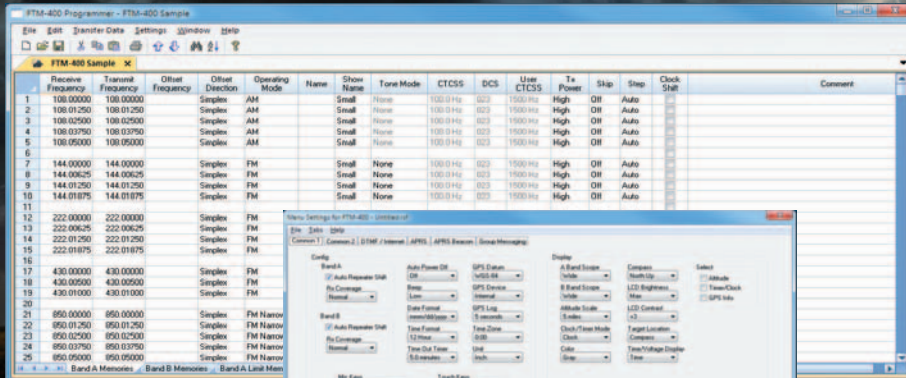 FTM-400 Programmer - FTM-400 Sample
File Edit Transfer Data Settings Window Help
FTM-400 Sample
Receive Frequency Transmit Frequency Offset Frequency Offset Direction Operating Mode Name Show Name Tone Mode CTCSS DCS User CTCSS Tx Power Skip Step Clock Shift Comment
1 108.00000 108.00000 Simplex AM Small None 100.0 Hz 023 1500 Hz High Off Auto
2 108.01250 108.01250 Simplex AM Small None 100.0 Hz 023 1500 Hz High Off Auto
3 108.02500 108.02500 Simplex AM Small None 100.0 Hz 023 1500 Hz High Off Auto
4 108.03750 108.03750 Simplex AM Small None 100.0 Hz 023 1500 Hz High Off Auto
5 108.05000 108.05000 Simplex AM Small None 100.0 Hz 023 1500 Hz High Off Auto
6
7 144.00000 144.00000 Simplex FM Small None 100.0 Hz 023 1500 Hz High Off Auto
8 144.00625 144.00625 Simplex FM Small None 100.0 Hz 023 1500 Hz High Off Auto
9 144.01250 144.01250 Simplex FM Small None 100.0 Hz 023 1500 Hz High Off Auto
10 144.01875 144.01875 Simplex FM Small None 100.0 Hz 023 1500 Hz High Off Auto
11
12 222.00000 222.00000 Simplex FM
13 222.00625 222.00625 Simplex FM
14 222.01250 222.01250 Simplex FM
15 222.01875 222.01875 Simplex FM
16
17 430.00000 430.00000 Simplex FM
18 430.00500 430.00500 Simplex FM
19 430.01000 430.01000 Simplex FM
20
21 850.00000 850.00000 Simplex FM Narrow
22 850.01250 850.01250 Simplex FM Narrow
23 850.02500 850.02500 Simplex FM Narrow
24 850.03750 850.03750 Simplex FM Narrow
25 850.05000 850.05000 Simplex FM Narrow
Band A Memories Band B Memories Band A Limit Mem
Menu Settings for FTM-400 -
File Tabs Help
Common 1 Common 2 DTMF / Internet APRS APRS Beacon Group Messaging
Config
Band A
Auto Repeater Shift
Rx Coverage
Normal
Band B
Auto Repeater Shift
Rx Coverage
Normal
Auto Power Off
Off
Beep
Low
Date Format
mmm/dd/yyyy
Time Format
12 Hour
Time Out Timer
5.0 minutes
GPS Datum
WGS-84
GPS Device
Internal
GPS Log
5 seconds
Time Zone
0:00
Unit
Inch
Display
A Band Scope
Wide
B Band Scope
Wide
Altitude Scale
5 miles
Clock/Timer Mode
Clock
Color
Gray
Compass
North Up
LCD Brightness
Max
LCD Contrast
+3
Target Location
Compass
Time/Voltage Display
Time
Select
Altitude
Timer/Clock
GPS Info
Mic Keys Touch Keys